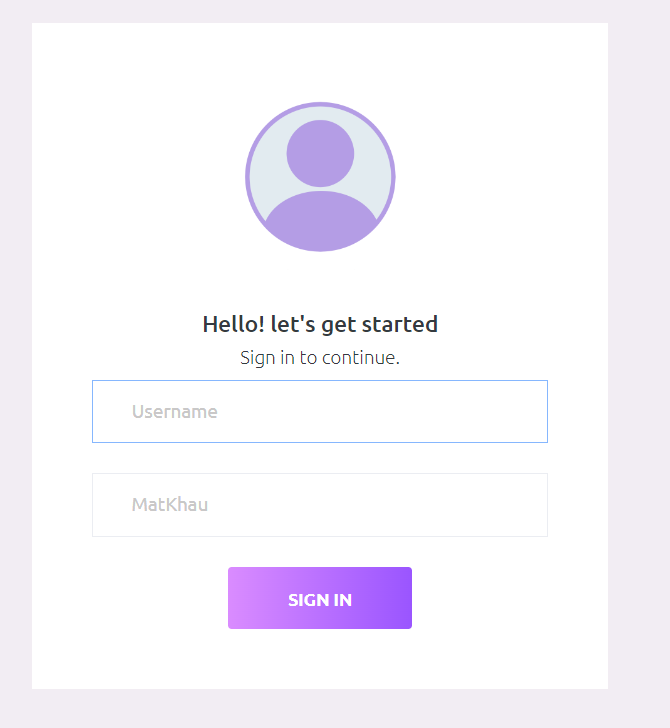 Hello! let's get started
Sign in to continue.
Username
MatKhau
SIGN IN